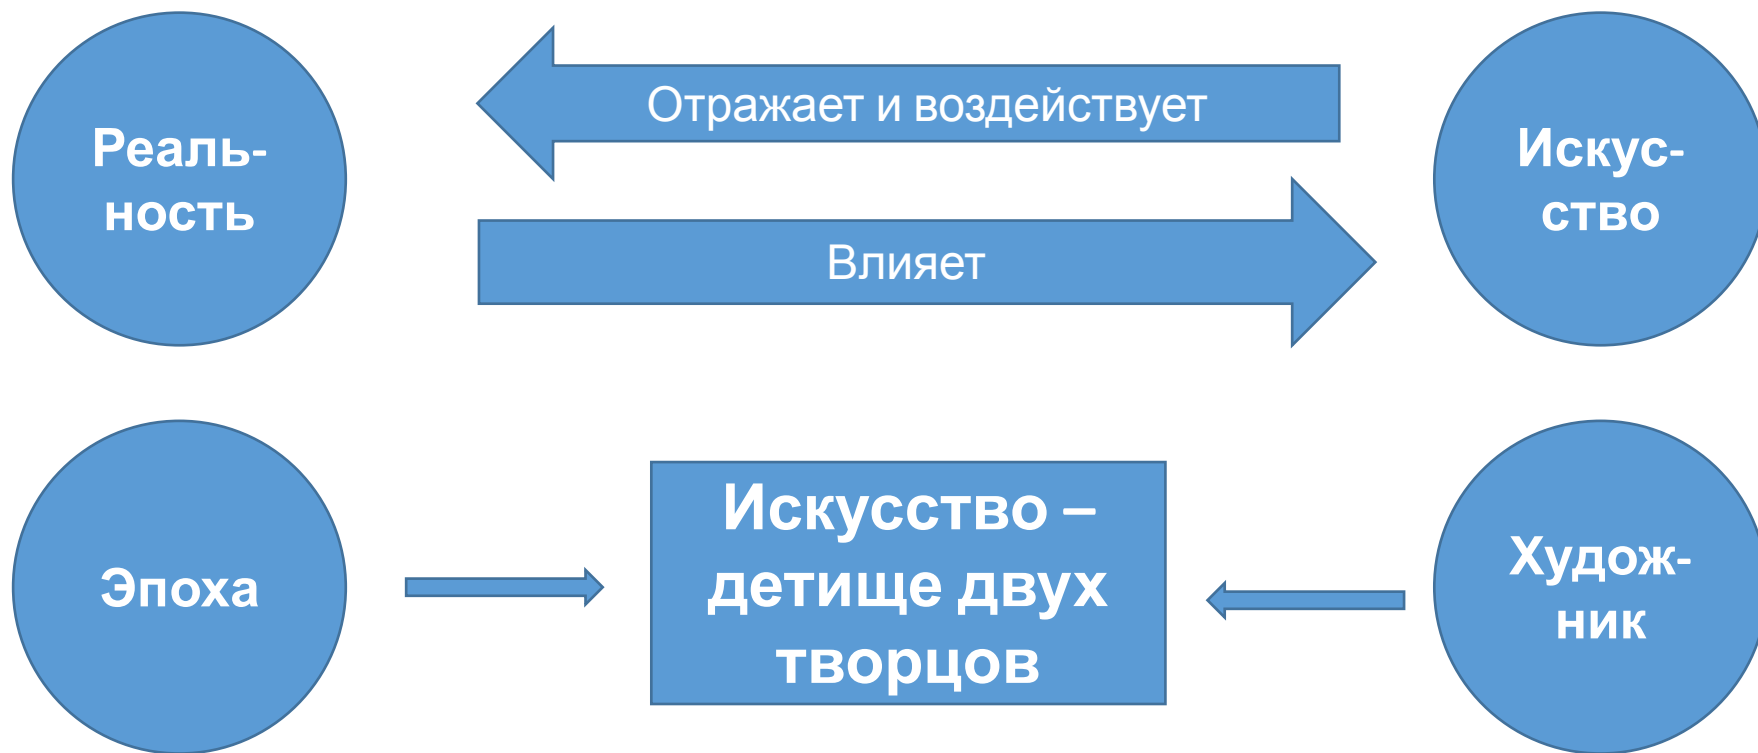 Реаль-
ность
Отражает и воздействует
Влияет
Искус-
ство
Эпоха
Искусство –
детище двух
творцов
Худож-
ник